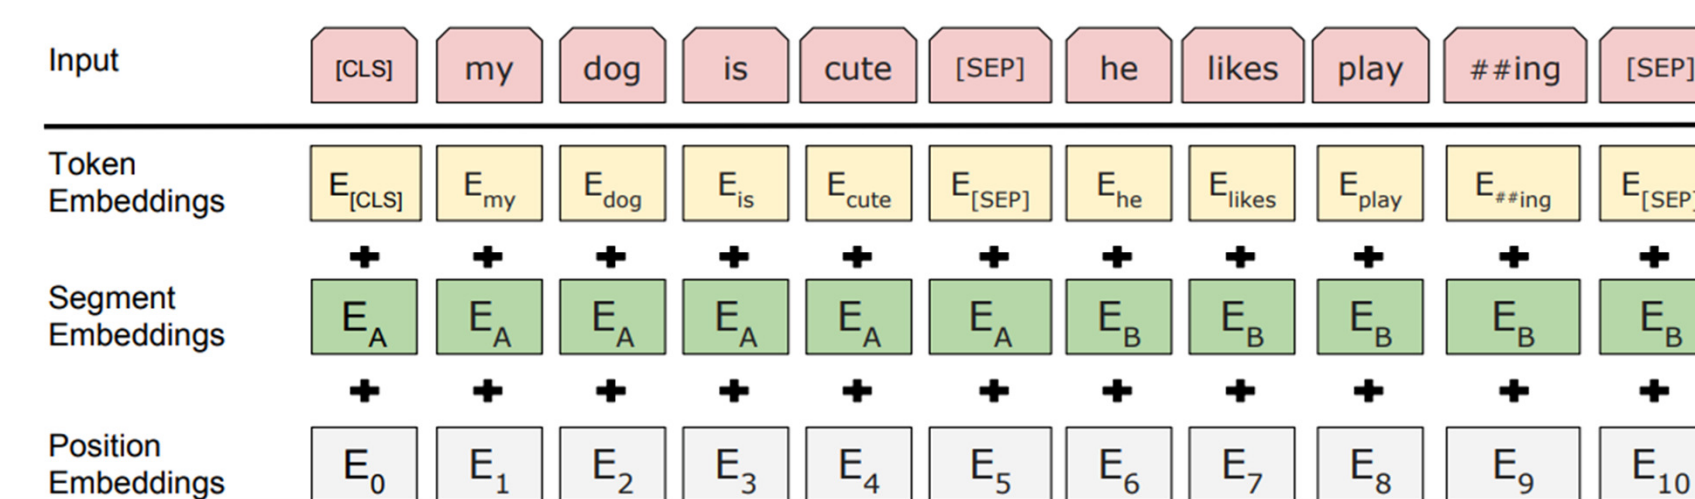 Input [CLS] my dog is cute [SEP] he likes play ##ing [SEP]
Token Embeddings E[CLS] Emy Edog Eis Ecute E[SEP] Ehe Elikes Eplay E##ing E[SEP]
+ + + + + + + + + + +
Segment Embeddings EA EA EA EA EA EA EB EB EB EB EB
+ + + + + + + + + + +
Position Embeddings E0 E1 E2 E3 E4 E5 E6 E7 E8 E9 E10